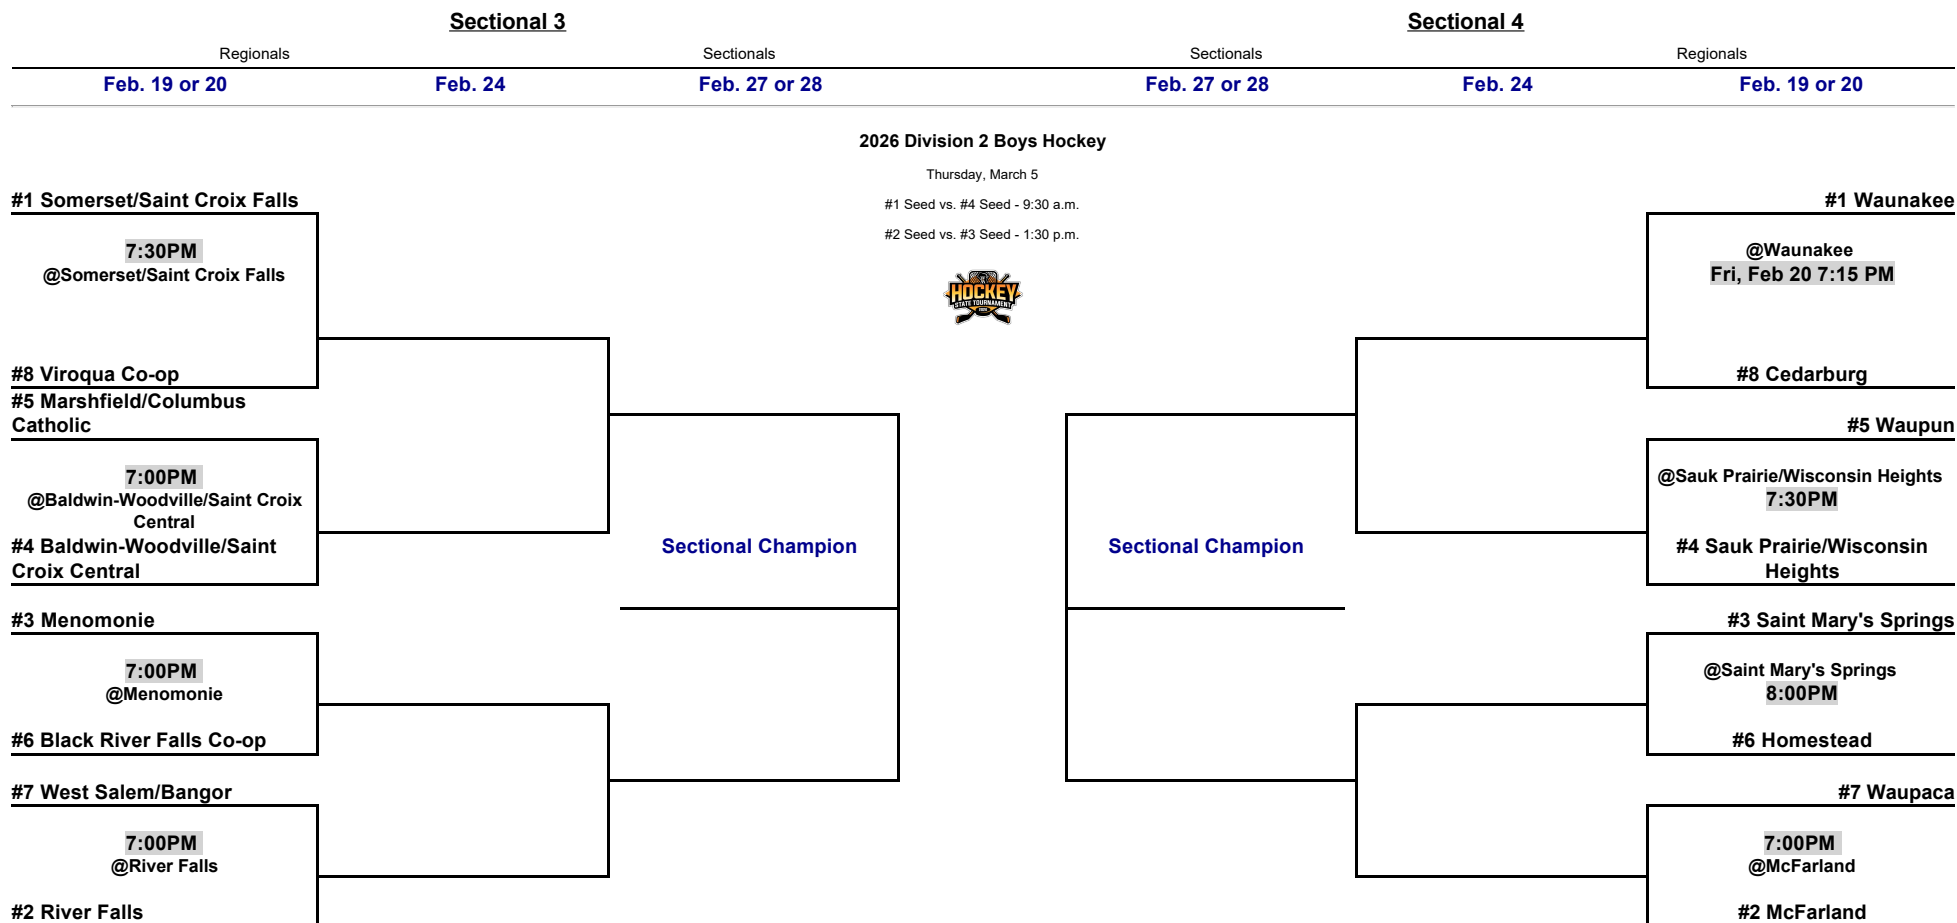 Sectional 3
Sectional 4
Regionals
Sectionals
Sectionals
Regionals
Feb. 19 or 20
Feb. 24
Feb. 27 or 28
Feb. 27 or 28
Feb. 24
Feb. 19 or 20
2026 Division 2 Boys Hockey
Thursday, March 5
#1 Seed vs. #4 Seed - 9:30 a.m.
#2 Seed vs. #3 Seed - 1:30 p.m.
HOCKEY
STATE TOURNAMENT
#1 Somerset/Saint Croix Falls
7:30PM
@Somerset/Saint Croix Falls
#8 Viroqua Co-op
#5 Marshfield/Columbus
Catholic
7:00PM
@Baldwin-Woodville/Saint Croix
Central
#4 Baldwin-Woodville/Saint
Croix Central
#3 Menomonie
7:00PM
@Menomonie
#6 Black River Falls Co-op
#7 West Salem/Bangor
7:00PM
@River Falls
#2 River Falls
Sectional Champion
Sectional Champion
#1 Waunakee
@Waunakee
Fri, Feb 20 7:15 PM
#8 Cedarburg
#5 Waupun
@Sauk Prairie/Wisconsin Heights
7:30PM
#4 Sauk Prairie/Wisconsin
Heights
#3 Saint Mary's Springs
@Saint Mary's Springs
8:00PM
#6 Homestead
#7 Waupaca
7:00PM
@McFarland
#2 McFarland